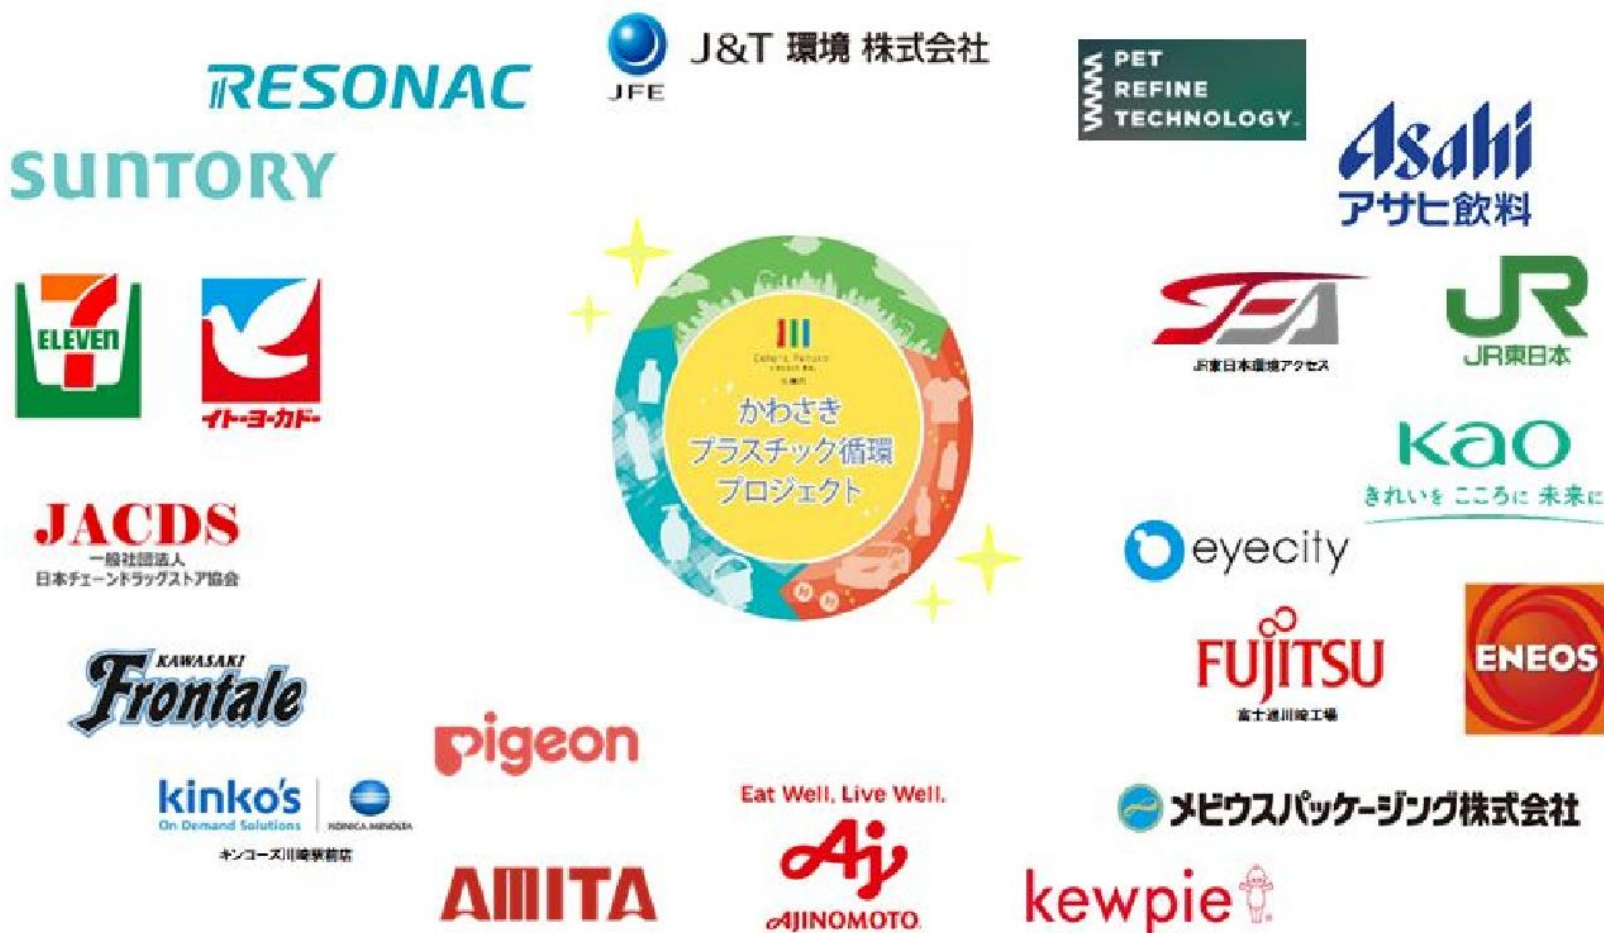 RESONAC
JFE
J&T 環境 株式会社
PET
REFINE
TECHNOLOGY
SUNTORY
Asahi
アサヒ飲料
7
ELEVEN
イトーヨーカドー
JEA
JR東日本環境アクセス
JR
JR東日本
Colors, Future!
かわさき
プラスチック循環
プロジェクト
Kao
きれいを こころに 未来に
JACDS
一般社団法人
日本チェーンドラッグストア協会
eyecity
KAWASAKI
Frontale
FUJITSU
富士通川崎工場
ENEOS
pigeon
kinko's
On Demand Solutions
KONICA MINOLTA
キンコーズ川崎駅前店
Eat Well, Live Well.
Aj
AJINOMOTO
メビウスパッケージング株式会社
AMITA
kewpie